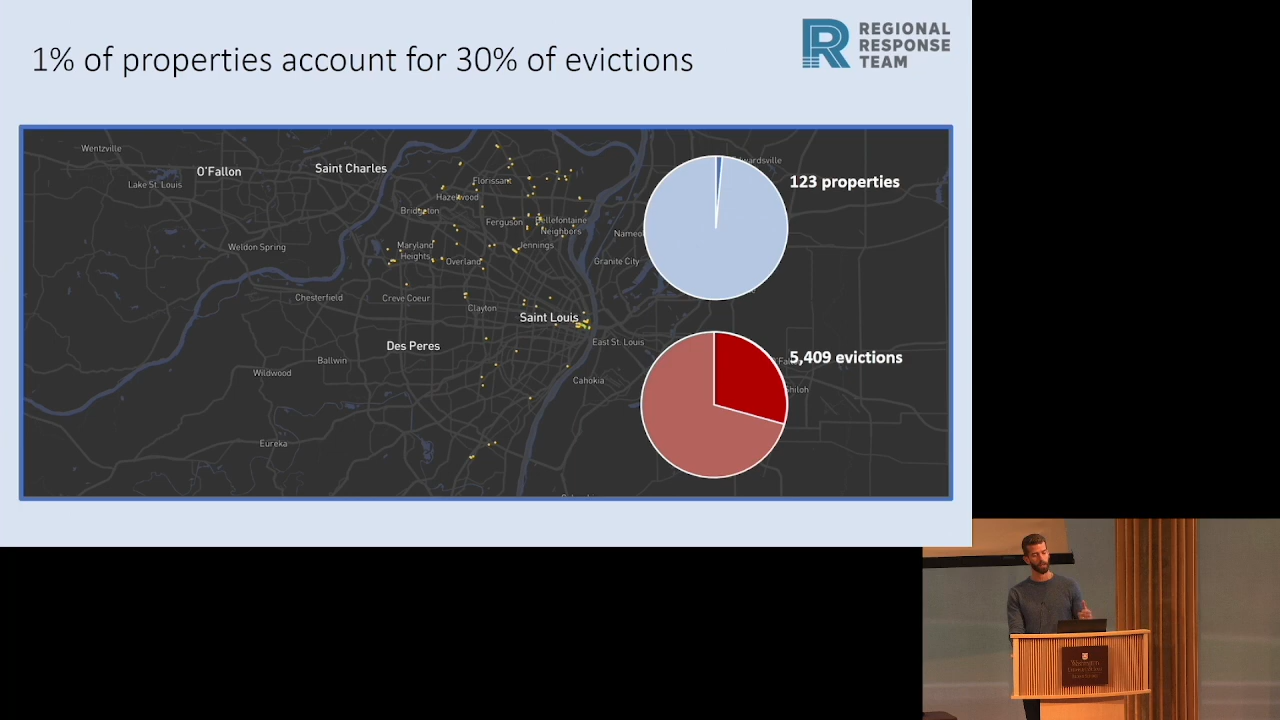 1% of properties account for 30% of evictions
REGIONAL
RESPONSE
TEAM
Wentzville
O'Fallon
Saint Charles
Lake St. Louis
Florissant
Hazelwood
Bridgeton
Ferguson
Bellefontaine
Neighbors
Weldon Spring
Maryland
Heights
Overland
Jennings
Granite City
Chesterfield
Creve Coeur
Clayton
Saint Louis
East St. Louis
Des Peres
Ballwin
Wildwood
Cahokia
Eureka
Shiloh
123 properties
5,409 evictions